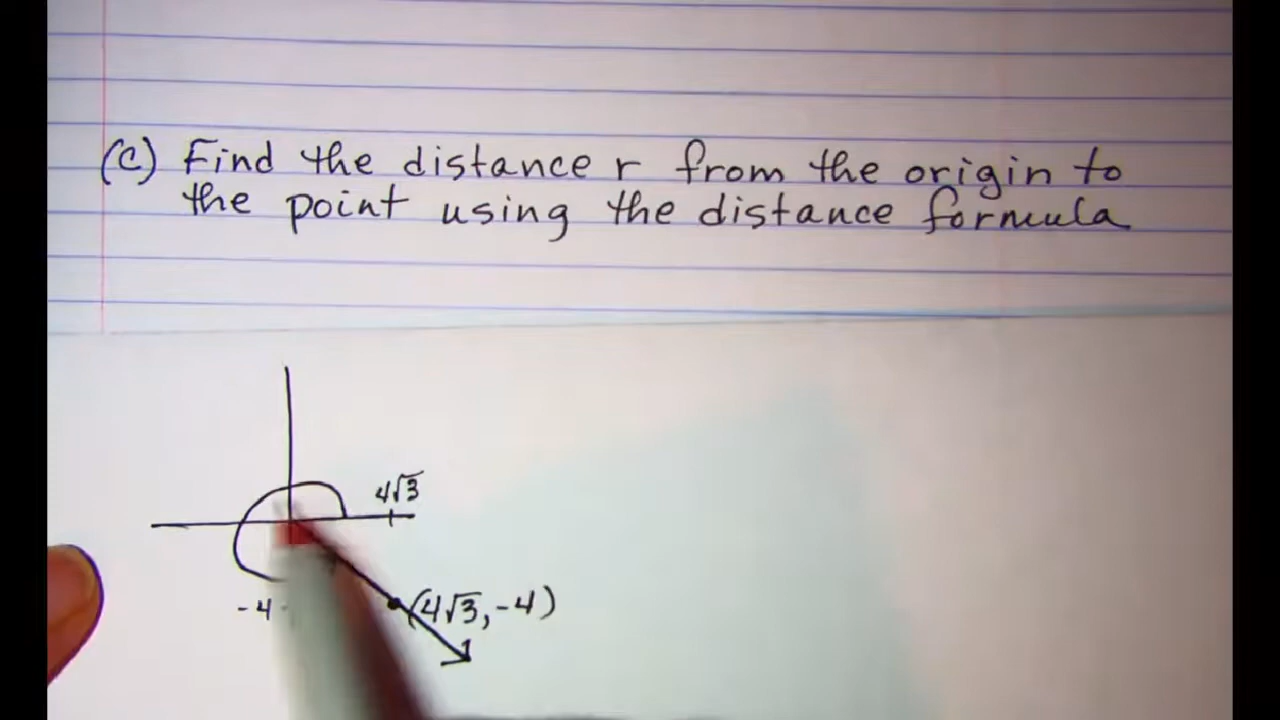 (c) Find the distance r from the origin to
the point using the distance formula
4√3
-4
(4√3, -4)